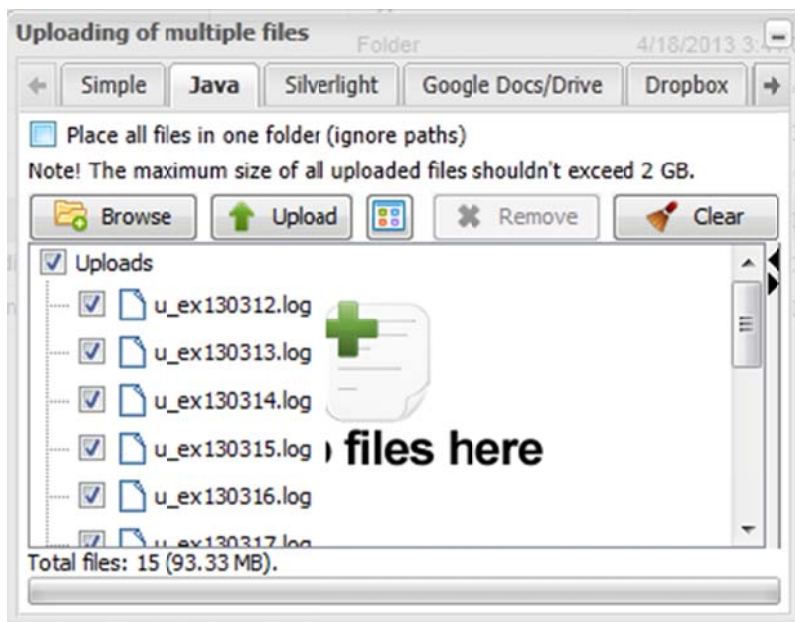 Uploading of multiple files
Folder
4/18/2013 3:
Simple Java Silverlight Google Docs/Drive Dropbox
Place all files in one folder (ignore paths)
Note! The maximum size of all uploaded files shouldn't exceed 2 GB.
Browse Upload Remove Clear
Uploads
u_ex130312.log
u_ex130313.log
u_ex130314.log
u_ex130315.log
files here
u_ex130316.log
u_ex130317.log
Total files: 15 (93.33 MB).